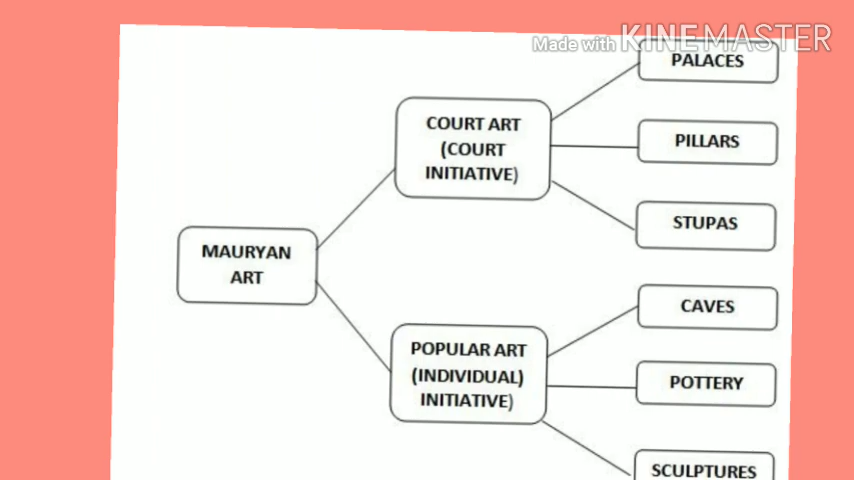 Made with KINEMASTER
PALACES
COURT ART
(COURT
INITIATIVE)
PILLARS
STUPAS
MAURYAN
ART
CAVES
POPULAR ART
(INDIVIDUAL)
INITIATIVE)
POTTERY
SCULPTURES